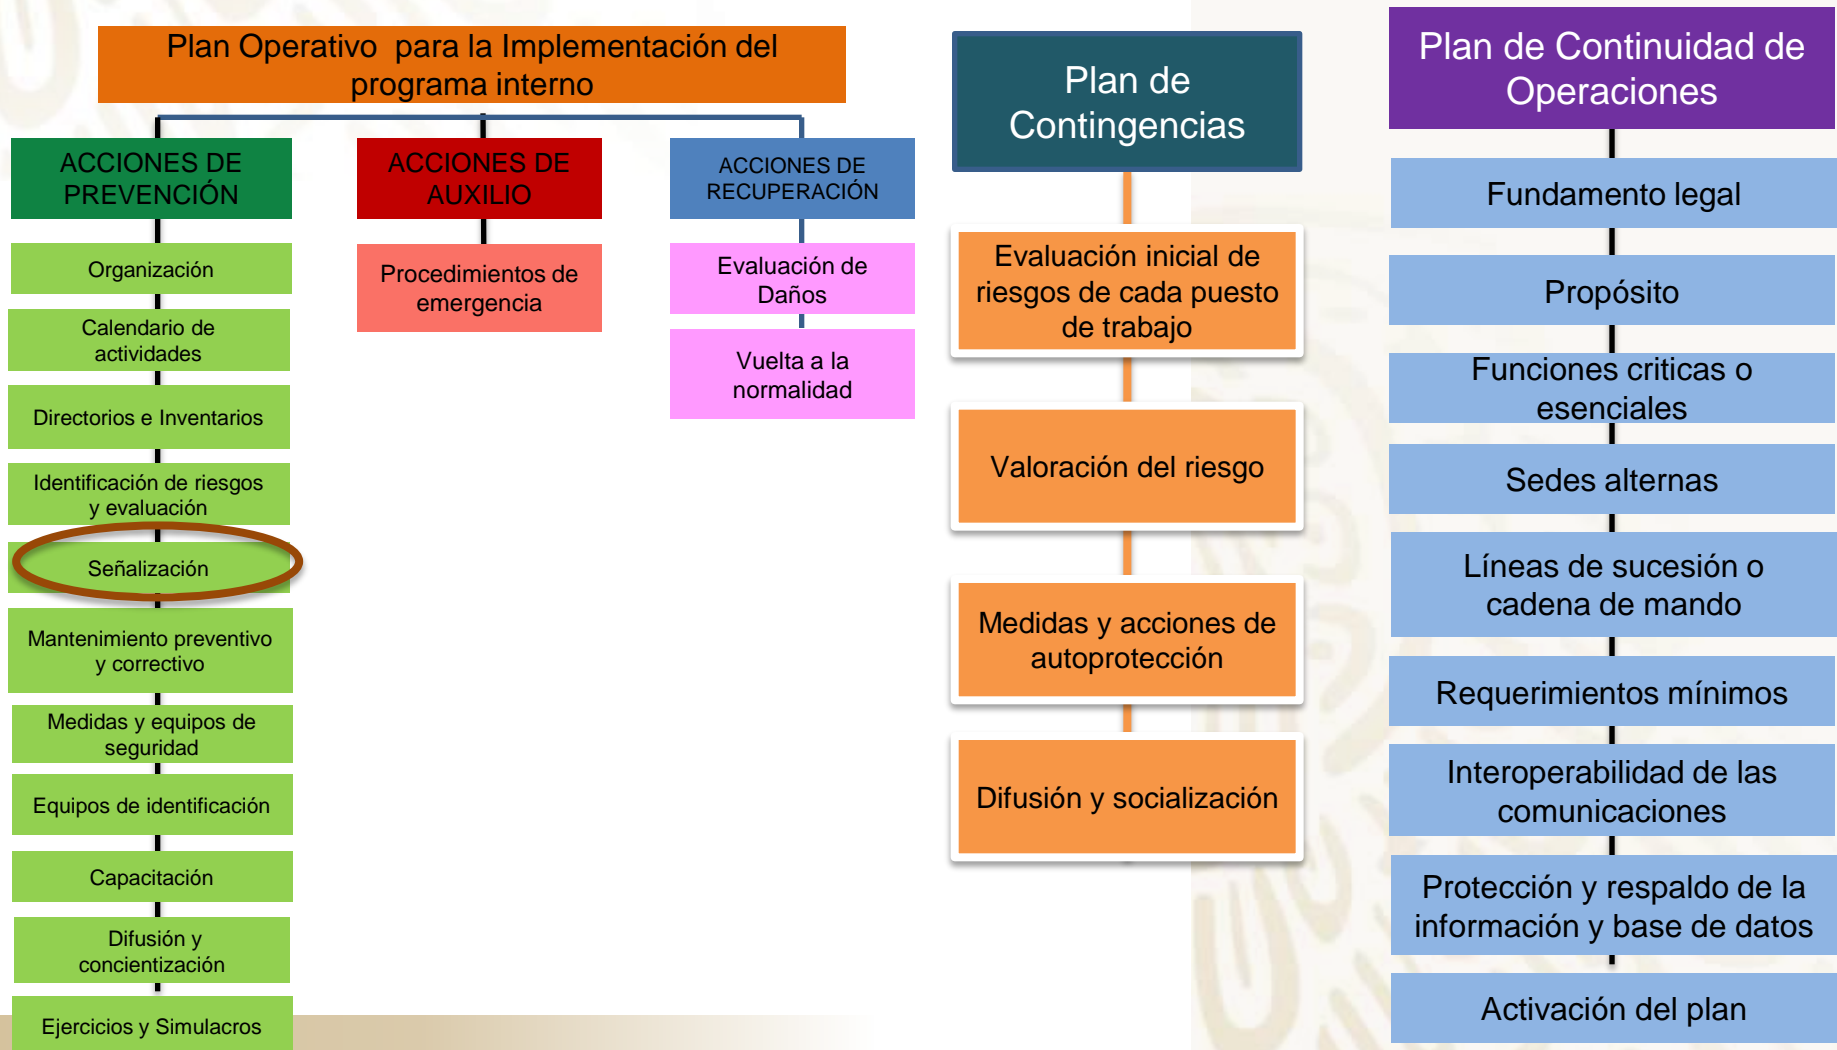 Plan Operativo para la Implementación del
programa interno
ACCIONES DE
PREVENCIÓN
Organización
Calendario de
actividades
Directorios e Inventarios
Identificación de riesgos
y evaluación
Señalización
Mantenimiento preventivo
y correctivo
Medidas y equipos de
seguridad
Equipos de identificación
Capacitación
Difusión y
concientización
Ejercicios y Simulacros
ACCIONES DE
AUXILIO
Procedimientos de
emergencia
ACCIONES DE
RECUPERACIÓN
Evaluación de
Daños
Vuelta a la
normalidad
Plan de
Contingencias
Evaluación inicial de
riesgos de cada puesto
de trabajo
Valoración del riesgo
Medidas y acciones de
autoprotección
Difusión y socialización
Plan de Continuidad de
Operaciones
Fundamento legal
Propósito
Funciones criticas o
esenciales
Sedes alternas
Líneas de sucesión o
cadena de mando
Requerimientos mínimos
Interoperabilidad de las
comunicaciones
Protección y respaldo de la
información y base de datos
Activación del plan